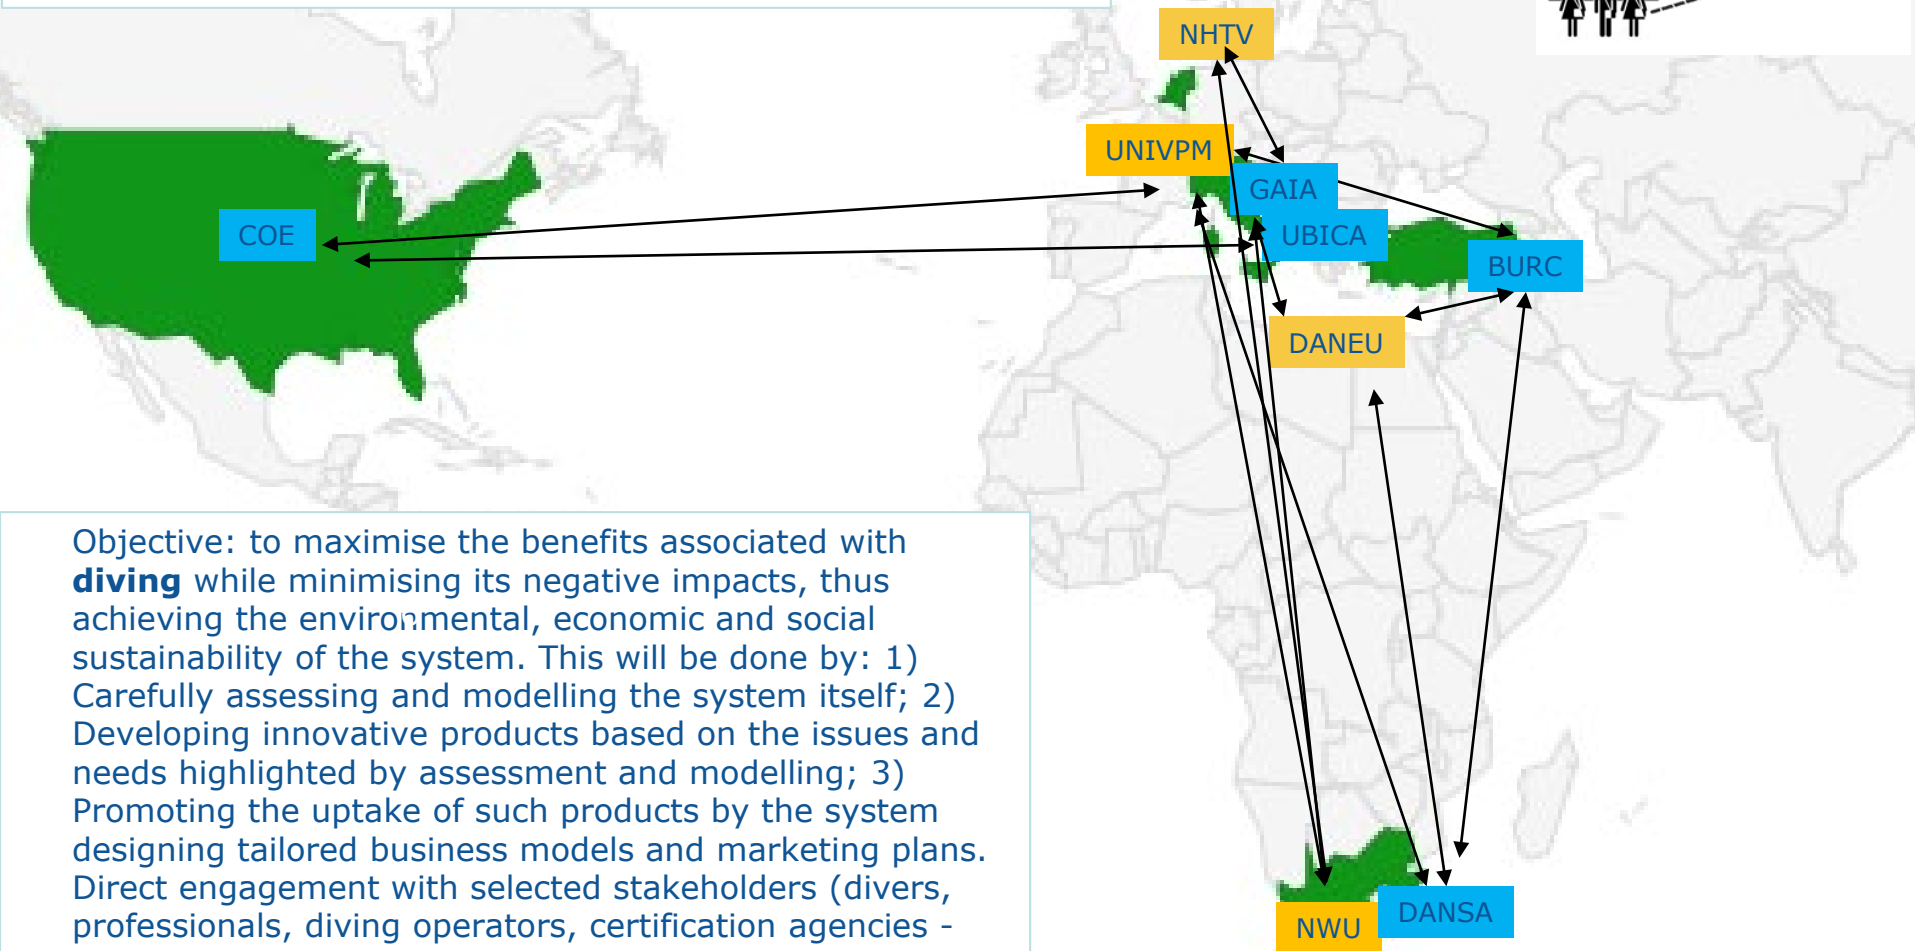 NHTV
UNIVPM
GAIA
COE
UBICA
BURC
DANEU
Objective: to maximise the benefits associated with
diving while minimising its negative impacts, thus
achieving the environmental, economic and social
sustainability of the system. This will be done by: 1)
Carefully assessing and modelling the system itself; 2)
Developing innovative products based on the issues and
needs highlighted by assessment and modelling; 3)
Promoting the uptake of such products by the system
designing tailored business models and marketing plans.
Direct engagement with selected stakeholders (divers,
professionals, diving operators, certification agencies -
DANSA
NWU